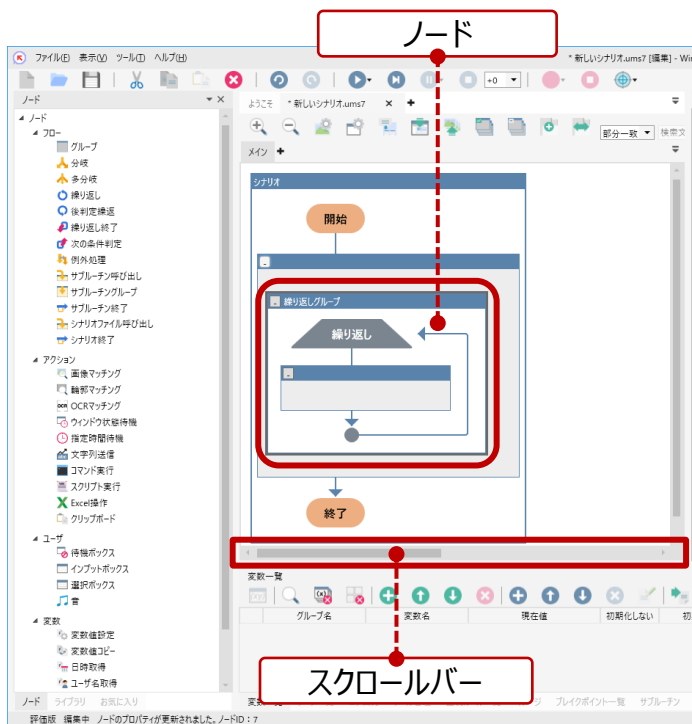 ノード
* 新しいシナリオ.ums7 [編集] - Win
ファイル(F) 表示(V) ツール(T) ヘルプ(H)
+0
ノード
ようこそ * 新しいシナリオ.ums7
部分一致 検索文
メイン
ノード
フロー
グループ
分岐
多分岐
繰り返し
後判定繰返
繰り返し終了
次の条件判定
例外処理
サブルーチン呼び出し
サブルーチングループ
サブルーチン終了
シナリオファイル呼び出し
シナリオ終了
アクション
画像マッチング
輪郭マッチング
OCRマッチング
ウィンドウ状態待機
指定時間待機
文字列送信
コマンド実行
スクリプト実行
Excel操作
クリップボード
ユーザ
待機ボックス
インプットボックス
選択ボックス
音
変数
変数値設定
変数値コピー
日時取得
ユーザ名取得
ノード ライブラリ お気に入り
シナリオ
開始
繰り返しグループ
繰り返し
終了
変数一覧
グループ名 変数名 現在値 初期化しない 初
スクロールバー
ブレイクポイント一覧 サブルーチン
評価版 編集中 ノードのプロパティが更新されました。ノードID : 7